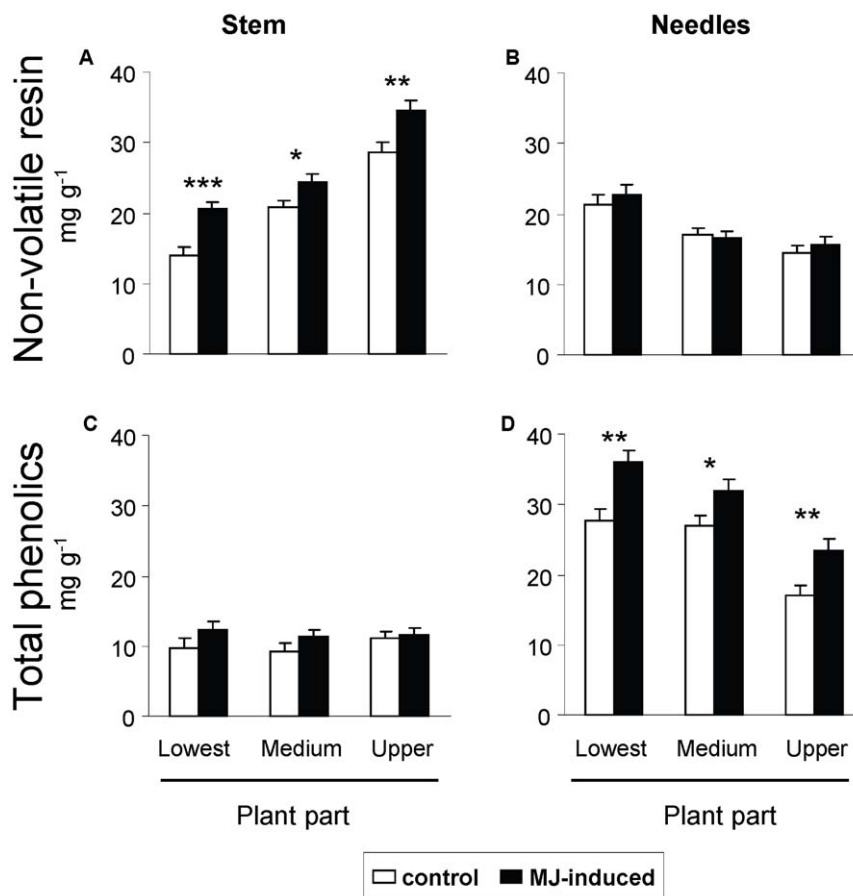 Stem
Needles
A
B
Non-volatile resin
mg g⁻¹
40
30
20
10
0
***
*
**
40
30
20
10
0
C
D
Total phenolics
mg g⁻¹
40
30
20
10
0
40
30
20
10
0
**
*
**
Lowest Medium Upper
Lowest Medium Upper
Plant part
Plant part
control MJ-induced